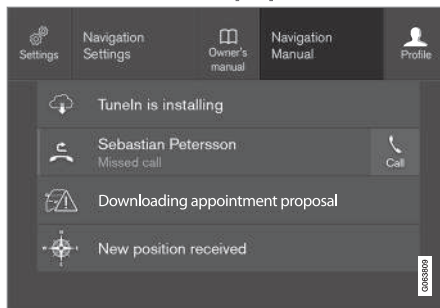 Settings
Navigation
Settings
Owner's
manual
Navigation
Manual
Profile
TuneIn is installing
Sebastian Petersson
Missed call
Call
Downloading appointment proposal
New position received
G063809